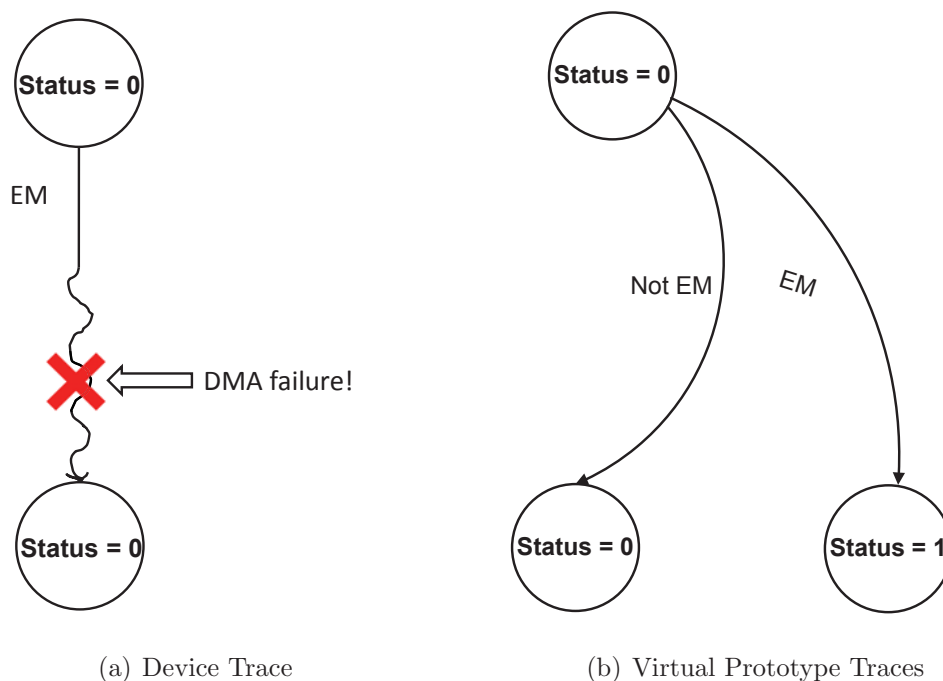 Status = 0
EM
DMA failure!
Status = 0
(a) Device Trace
Status = 0
Not EM
EM
Status = 0
Status = 1
(b) Virtual Prototype Traces